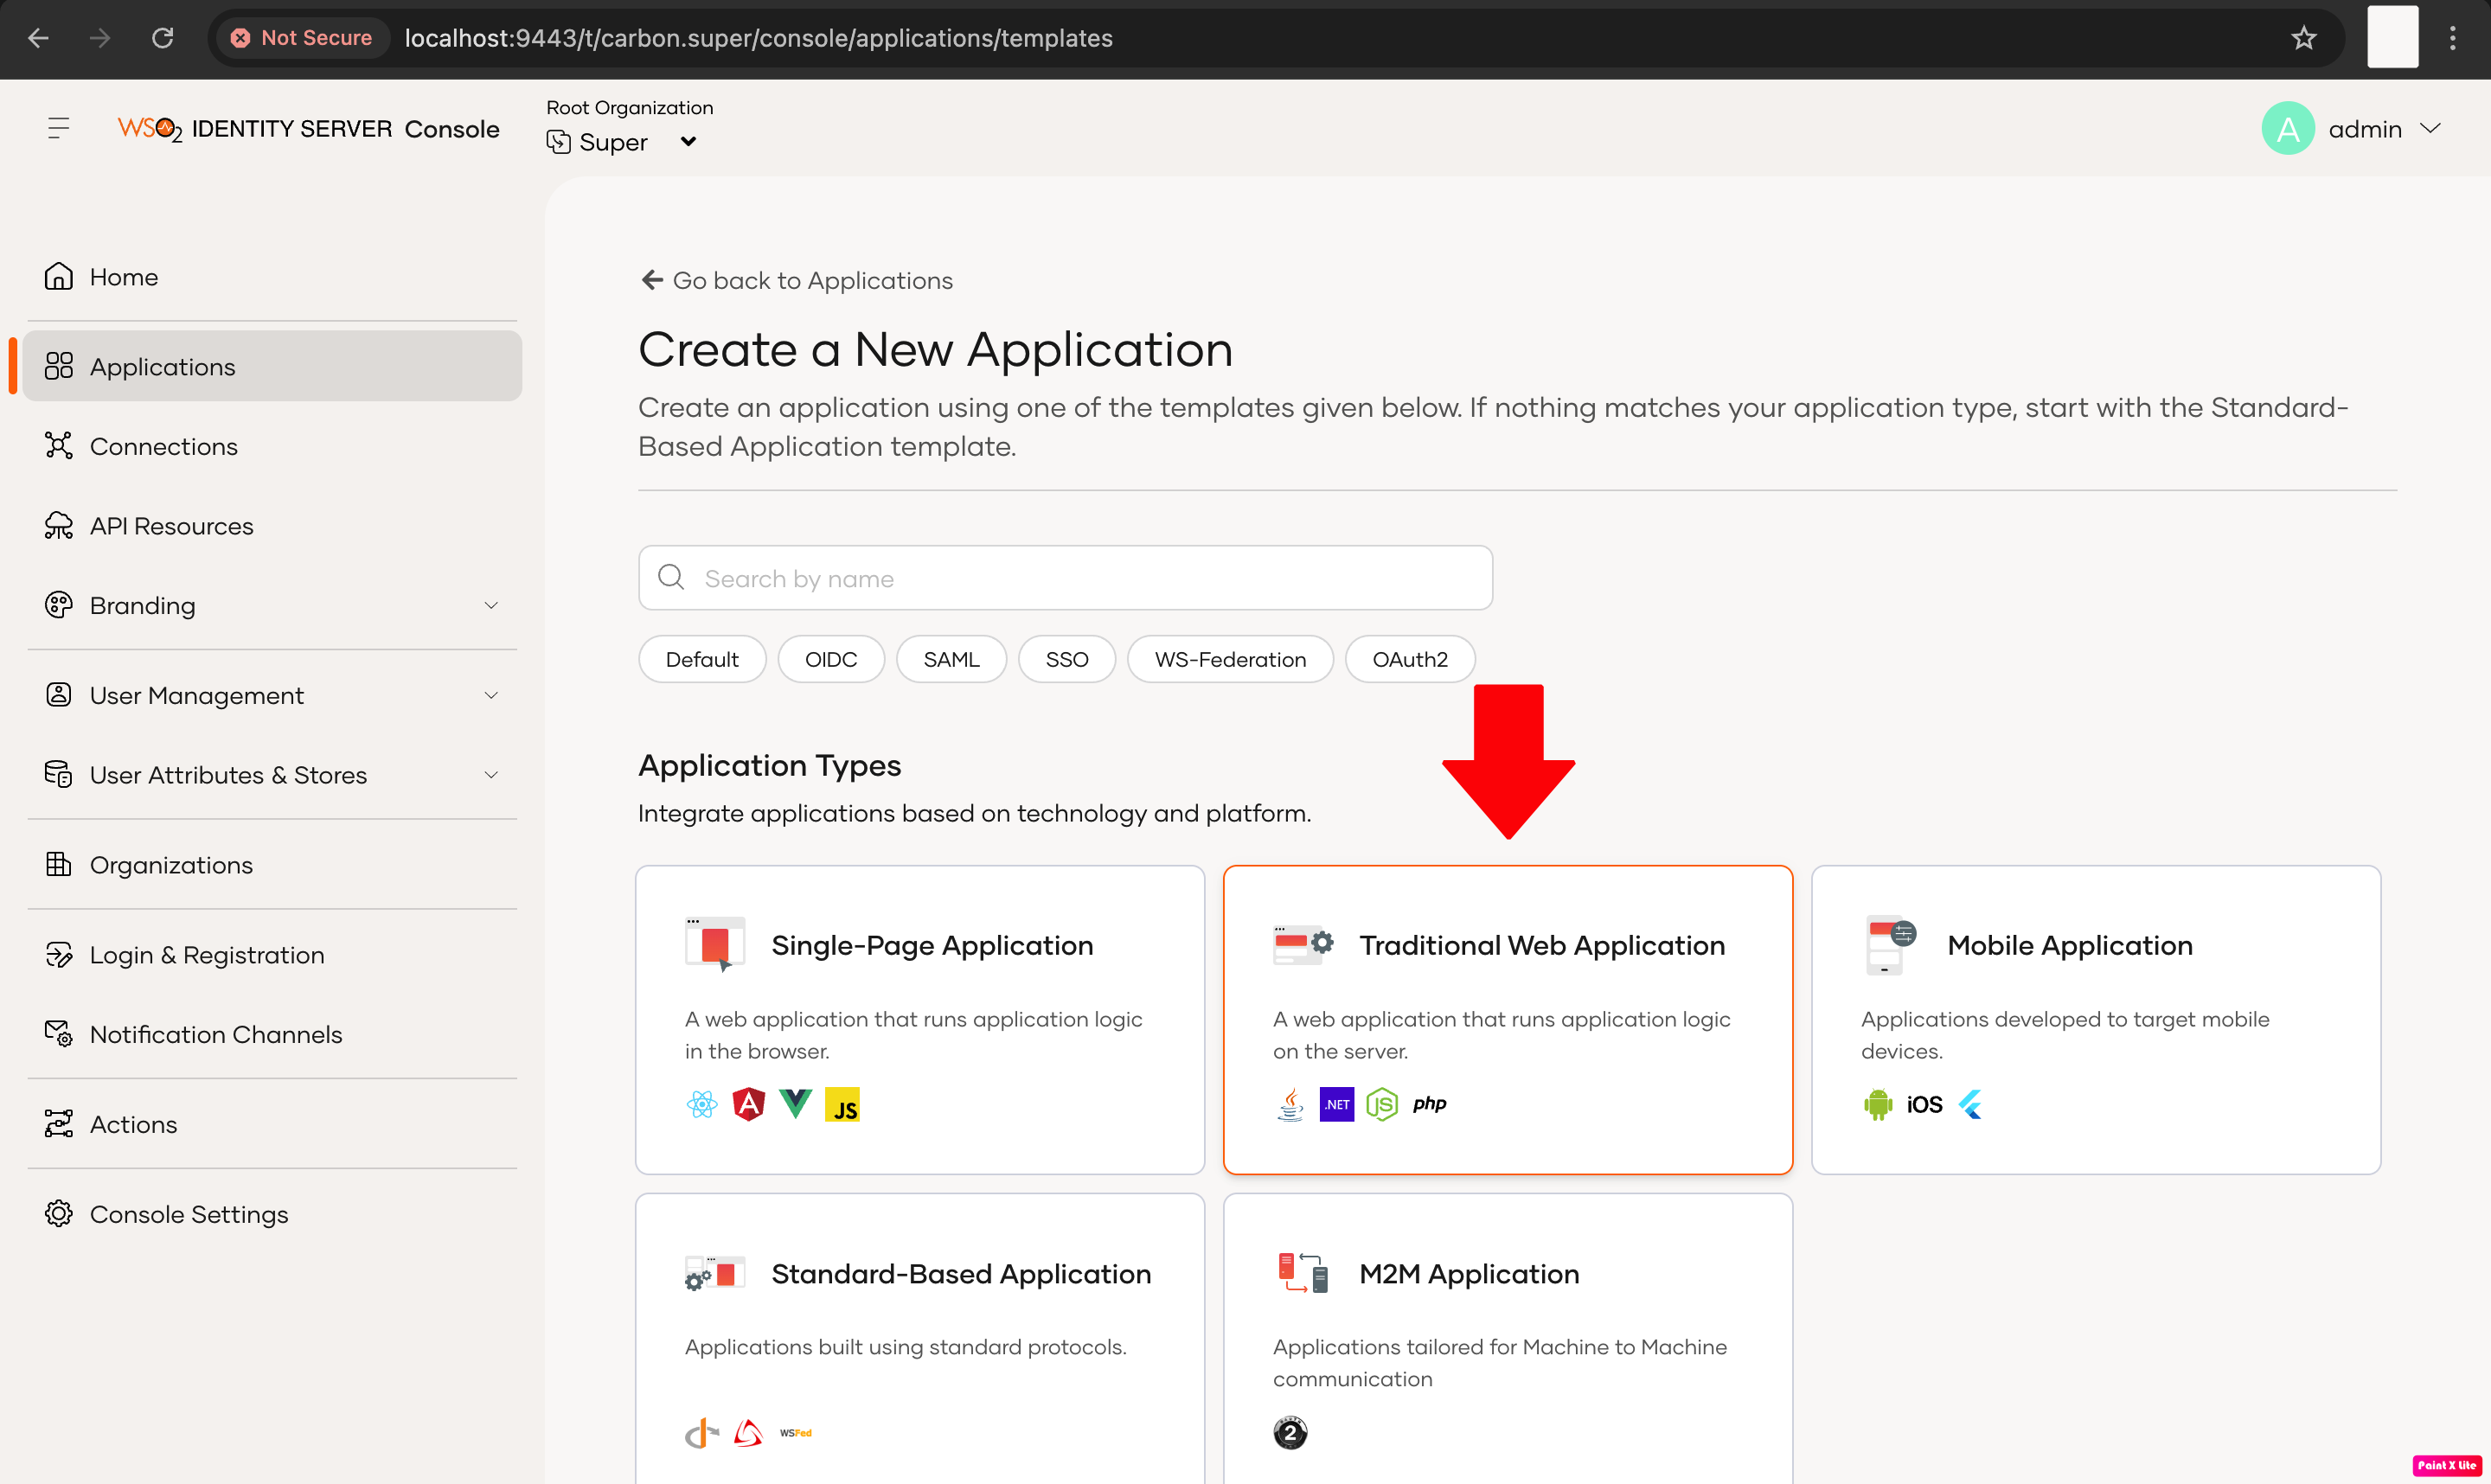 Not Secure
localhost:9443/t/carbon.super/console/applications/templates
WSO2 IDENTITY SERVER Console
Root Organization
Super
A
admin
Home
Applications
Connections
API Resources
Branding
User Management
User Attributes & Stores
Organizations
Login & Registration
Notification Channels
Actions
Console Settings
Go back to Applications
Create a New Application
Create an application using one of the templates given below. If nothing matches your application type, start with the Standard-
Based Application template.
Search by name
Default
OIDC
SAML
SSO
WS-Federation
OAuth2
Application Types
Integrate applications based on technology and platform.
Single-Page Application
A web application that runs application logic
in the browser.
A
JS
Traditional Web Application
A web application that runs application logic
on the server.
.NET
JS
php
Mobile Application
Applications developed to target mobile
devices.
iOS
Standard-Based Application
Applications built using standard protocols.
WSFed
M2M Application
Applications tailored for Machine to Machine
communication
2
Paint X Lite